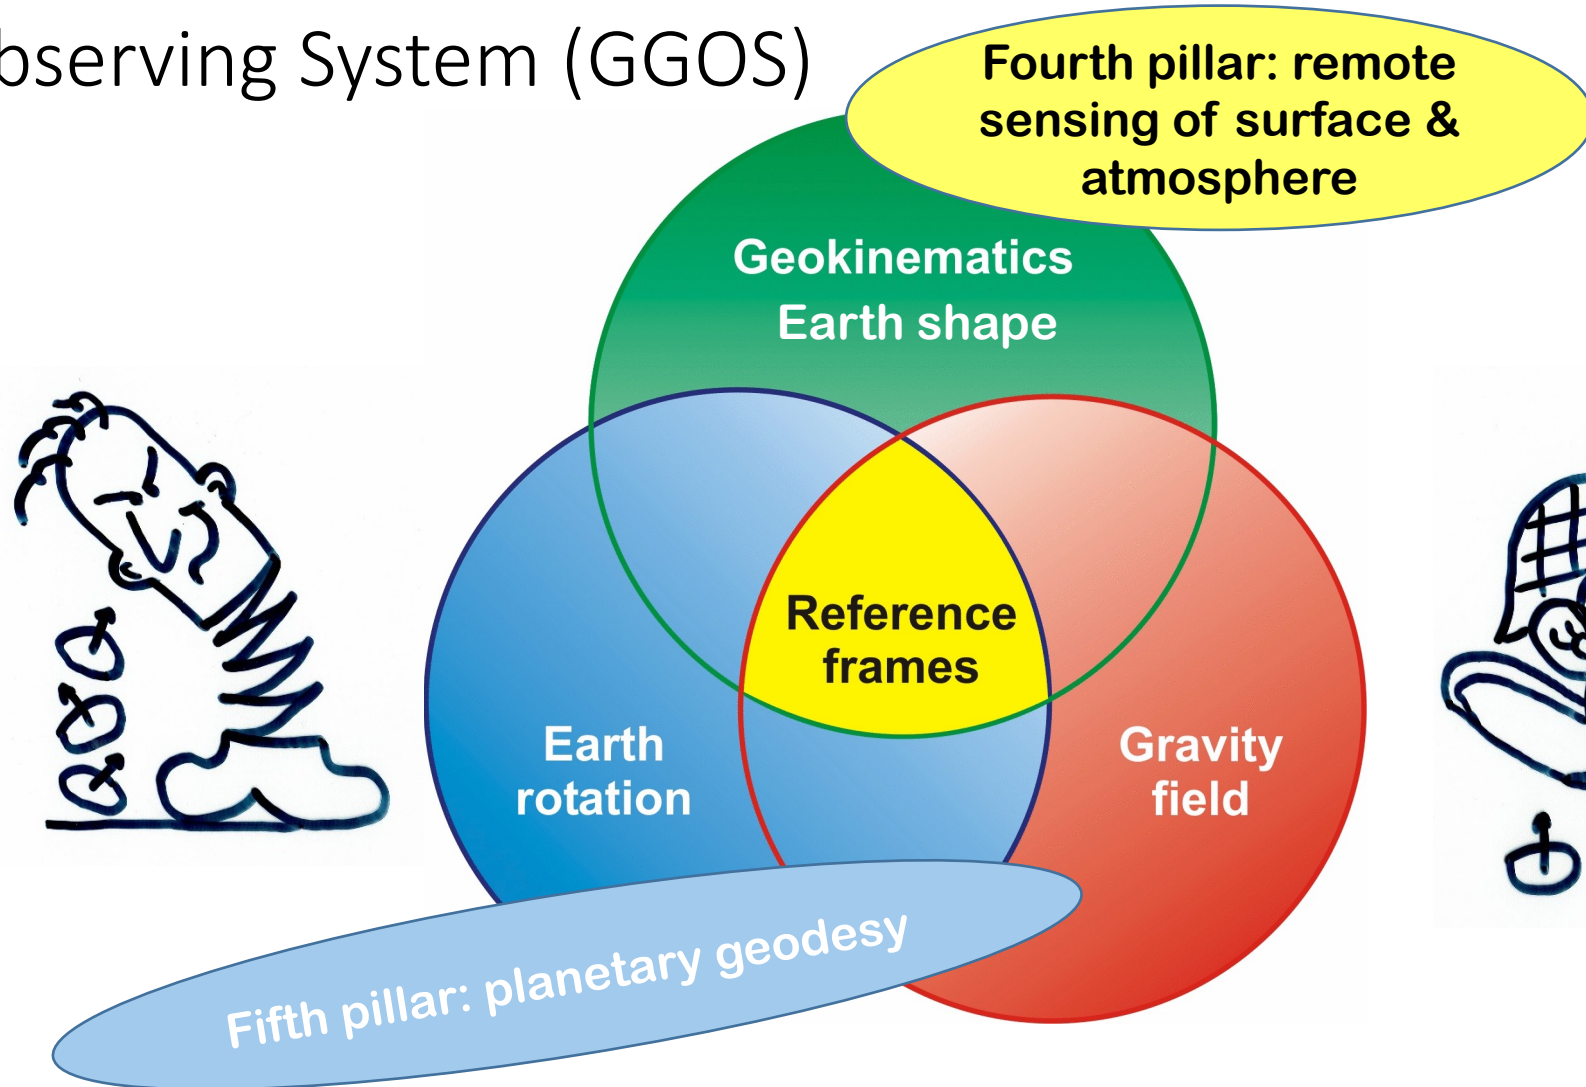 bserving System (GGOS)
Fourth pillar: remote
sensing of surface &
atmosphere
Geokinematics
Earth shape
Reference
frames
Earth
rotation
Gravity
field
Fifth pillar: planetary geodesy